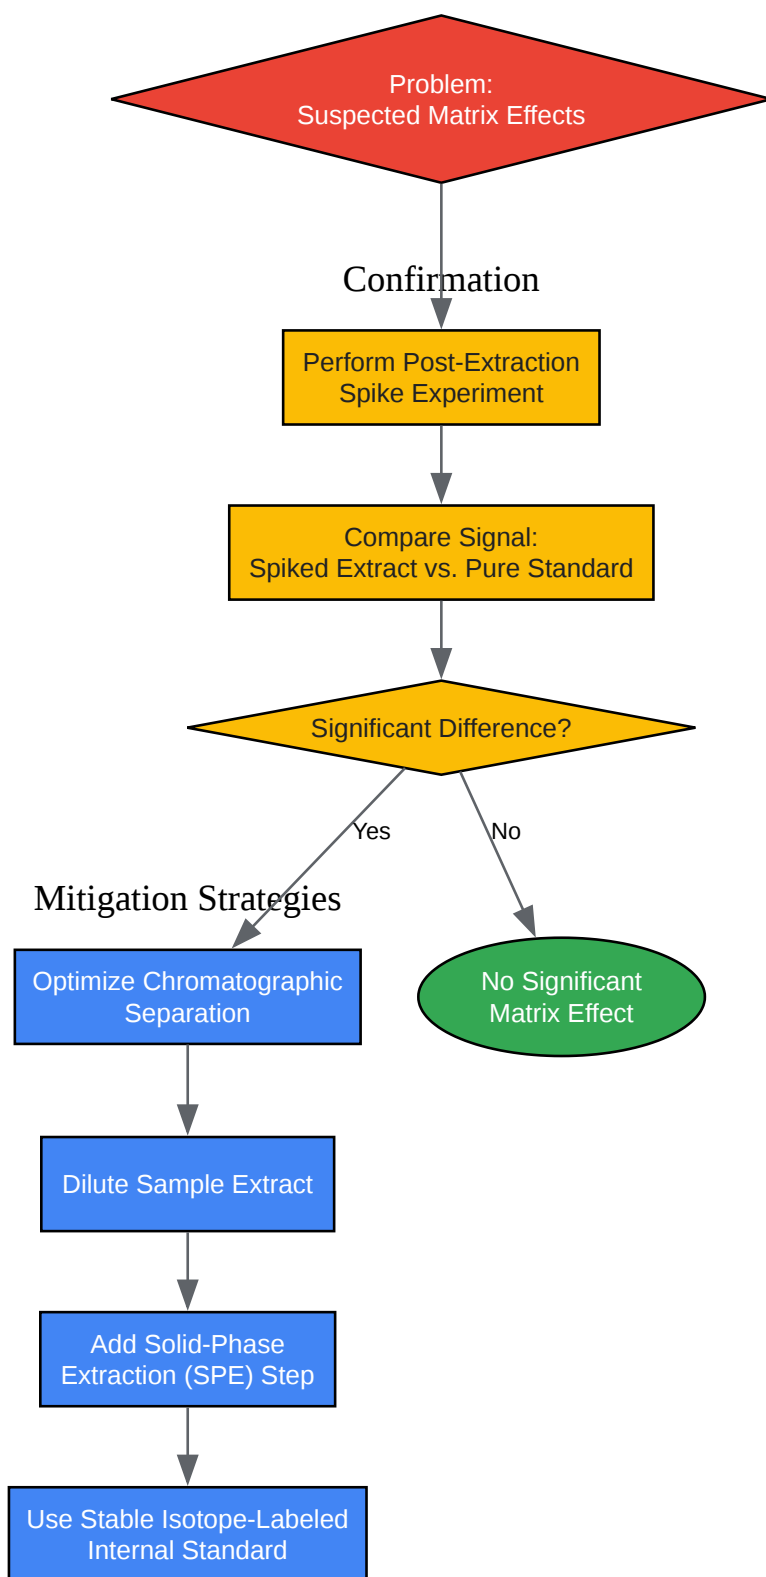 Problem:
Suspected Matrix Effects
Confirmation
Perform Post-Extraction
Spike Experiment
Compare Signal:
Spiked Extract vs. Pure Standard
Significant Difference?
Yes
No
Mitigation Strategies
Optimize Chromatographic
Separation
No Significant
Matrix Effect
Dilute Sample Extract
Add Solid-Phase
Extraction (SPE) Step
Use Stable Isotope-Labeled
Internal Standard